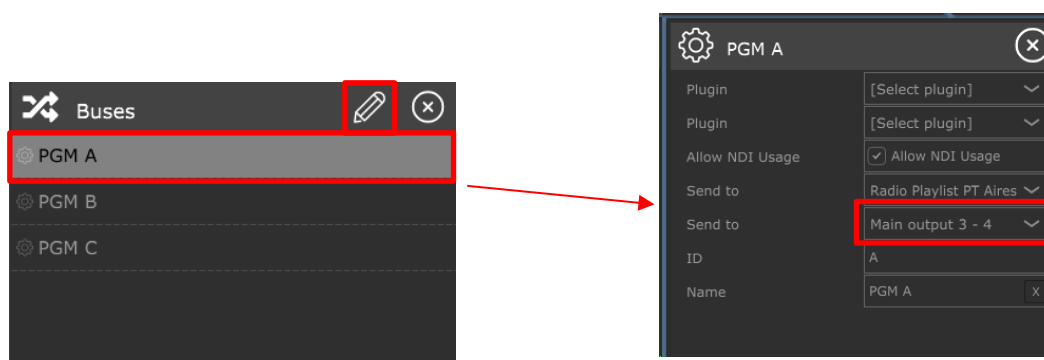 Buses
PGM A
PGM B
PGM C
PGM A
Plugin [Select plugin]
Plugin [Select plugin]
Allow NDI Usage Allow NDI Usage
Send to Radio Playlist PT Aires
Send to Main output 3 - 4
ID A
Name PGM A X